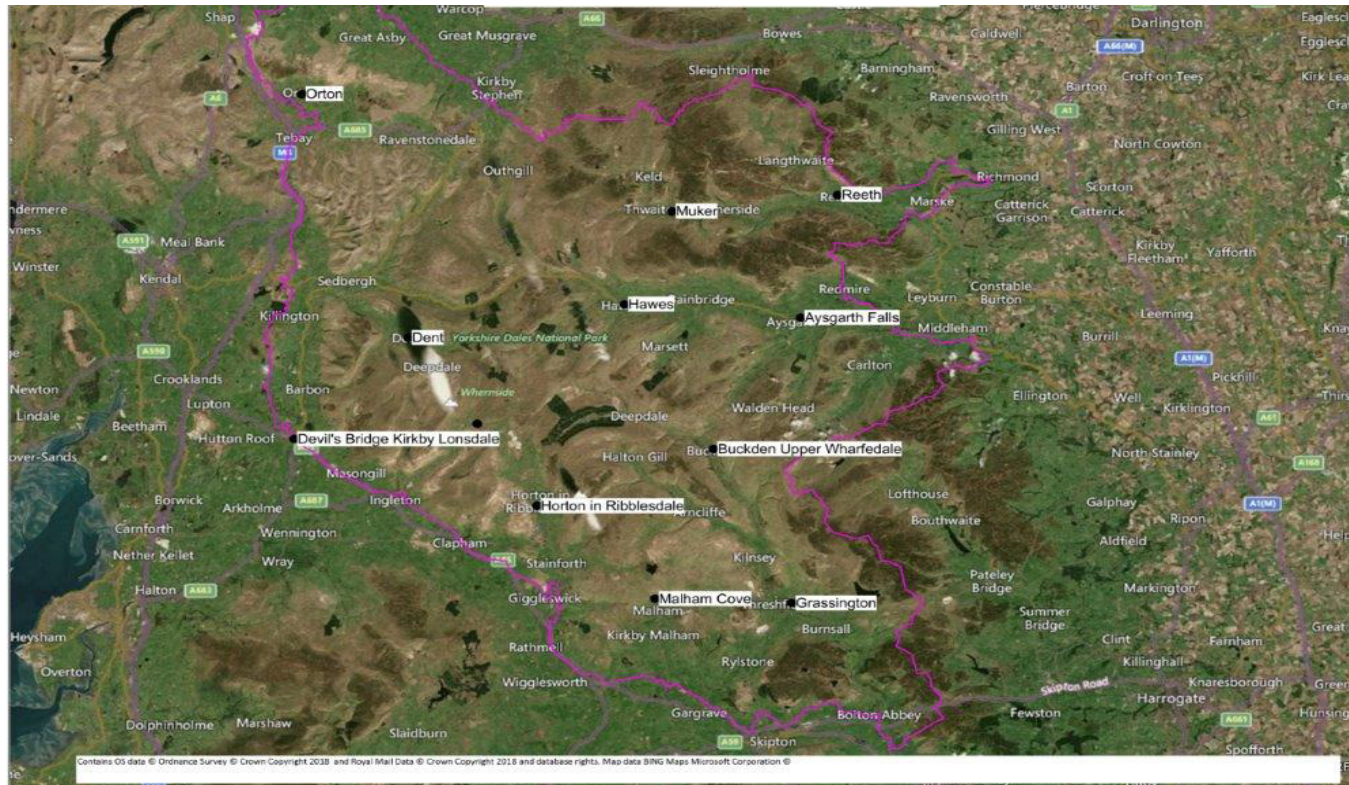 Shap
Warcop
A66
Darlington
Great Asby
Great Musgrave
Bowes
Caldwell
A66(M)
Sleightholme
Barningham
Barton
Croft on Tees
Kirkby
Stephen
A6
Orton
Ravensworth
A1
Tebay
A685
Ravenstonedale
Gilling West
North Cowton
M6
Langthwaite
Outhgill
Keld
Richmond
Reeth
Marske
Scorton
Muker
Catterick
Garrison
Catterick
A591
Meal Bank
Kirkby
Fleetham
Yafforth
Winster
Kendal
Sedbergh
Redmire
Constable
Burton
Leyburn
Hawes
Killington
Aysgarth Falls
Leeming
Middleham
Dent
Yorkshire Dales National Park
Marsett
Burrill
A590
A1(M)
Deepdale
Carlton
Pickhill
Crooklands
Newton
Barbon
Whernside
Ellington
Well
Kirklington
Lindale
Lupton
Walden Head
A61
Beetham
Deepdale
Hutton Roof
Devil's Bridge Kirkby Lonsdale
Buckden Upper Wharfedale
North Stainley
Halton Gill
A168
Masongill
Borwick
A687
Ingleton
Horton in Ribblesdale
Lofthouse
Galphay
A1(M)
Arkholme
Bouthwaite
Ripon
Carnforth
Wennington
Clapham
Aldfield
Nether Kellet
Wray
Stainforth
Kilnsey
Halton
A683
Giggleswick
Malham Cove
Grassington
Pateley
Bridge
Markington
Malham
Summer
Bridge
Heysham
Kirkby Malham
Burnsall
Clint
Farnham
Rathmell
Rylstone
Killinghall
Overton
Wigglesworth
Skipton Road
Knaresborough
Harrogate
Gargrave
Bolton Abbey
Fewston
Dolphinholme
Marshaw
Slaidburn
A59
Skipton
A661
Spofforth
Contains OS data © Ordnance Survey © Crown Copyright 2018 and Royal Mail Data © Crown Copyright 2018 and database rights. Map data BING Maps Microsoft Corporation ©